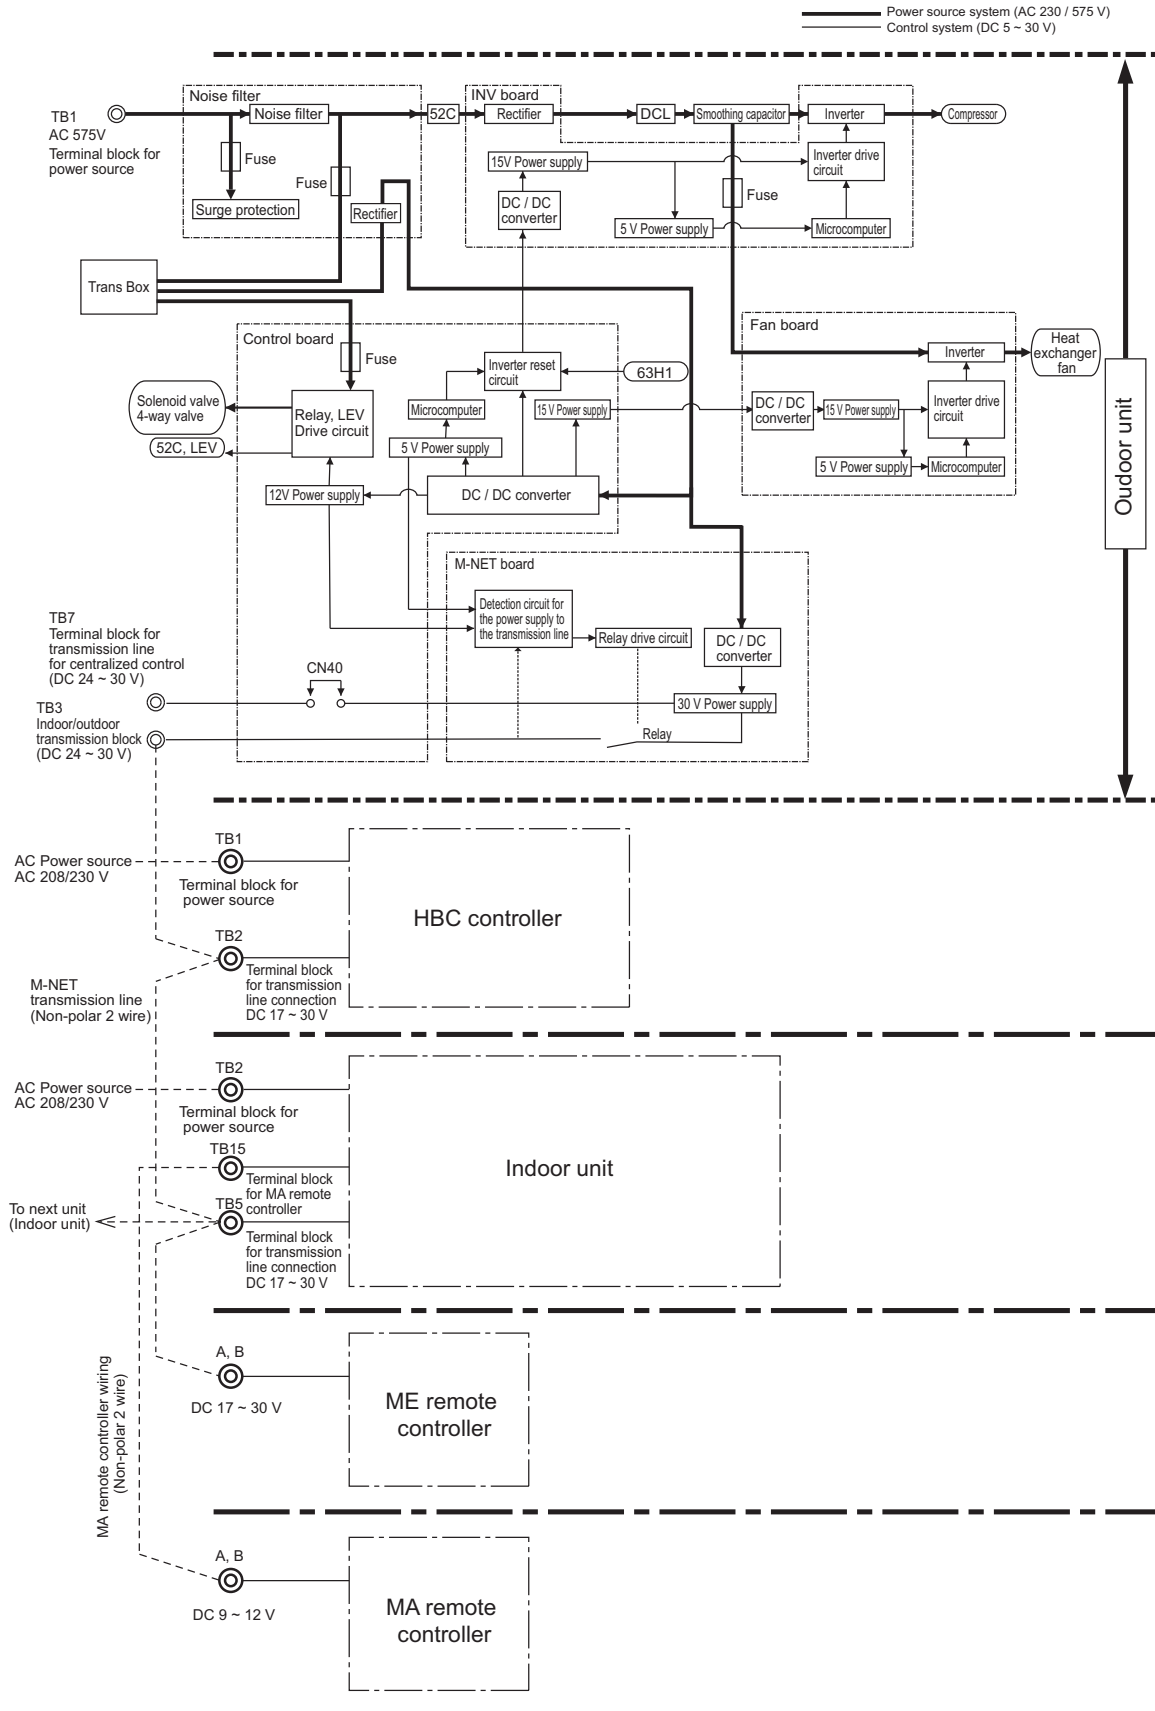 Power source system (AC 230 / 575 V)
Control system (DC 5 ~ 30 V)
TB1
AC 575V
Terminal block for
power source
Noise filter
Noise filter
Fuse
Surge protection
Fuse
Rectifier
52C
INV board
Rectifier
DCL
Smoothing capacitor
Inverter
Compressor
15V Power supply
Inverter drive
circuit
DC / DC
converter
Fuse
5 V Power supply
Microcomputer
Trans Box
Control board
Fuse
Inverter reset
circuit
63H1
Solenoid valve
4-way valve
Relay, LEV
Drive circuit
52C, LEV
Microcomputer
15 V Power supply
5 V Power supply
12V Power supply
DC / DC converter
Fan board
Inverter
Heat
exchanger
fan
DC / DC
converter
15 V Power supply
Inverter drive
circuit
5 V Power supply
Microcomputer
Oudoor unit
M-NET board
Detection circuit for
the power supply to
the transmission line
Relay drive circuit
DC / DC
converter
30 V Power supply
Relay
TB7
Terminal block for
transmission line
for centralized control
(DC 24 ~ 30 V)
CN40
TB3
Indoor/outdoor
transmission block
(DC 24 ~ 30 V)
TB1
AC Power source
AC 208/230 V
Terminal block for
power source
HBC controller
TB2
Terminal block
for transmission
line connection
DC 17 ~ 30 V
M-NET
transmission line
(Non-polar 2 wire)
TB2
AC Power source
AC 208/230 V
Terminal block for
power source
TB15
Terminal block
for MA remote
controller
Indoor unit
To next unit
(Indoor unit)
TB5
Terminal block
for transmission
line connection
DC 17 ~ 30 V
MA remote controller wiring
(Non-polar 2 wire)
A, B
DC 17 ~ 30 V
ME remote
controller
A, B
DC 9 ~ 12 V
MA remote
controller